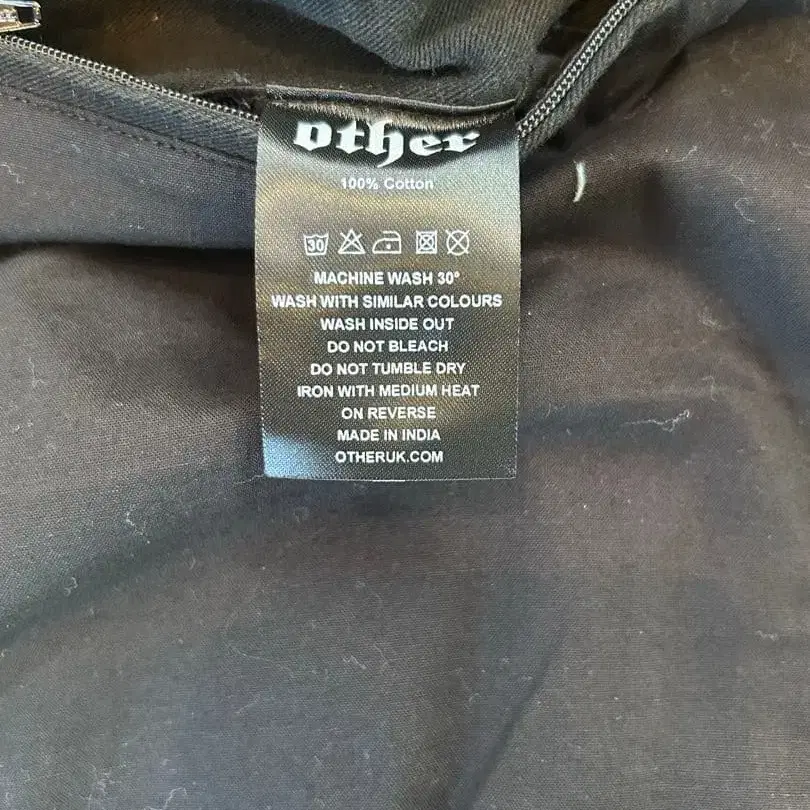 other
100% Cotton
30
MACHINE WASH 30°
WASH WITH SIMILAR COLOURS
WASH INSIDE OUT
DO NOT BLEACH
DO NOT TUMBLE DRY
IRON WITH MEDIUM HEAT
ON REVERSE
MADE IN INDIA
OTHERUK.COM